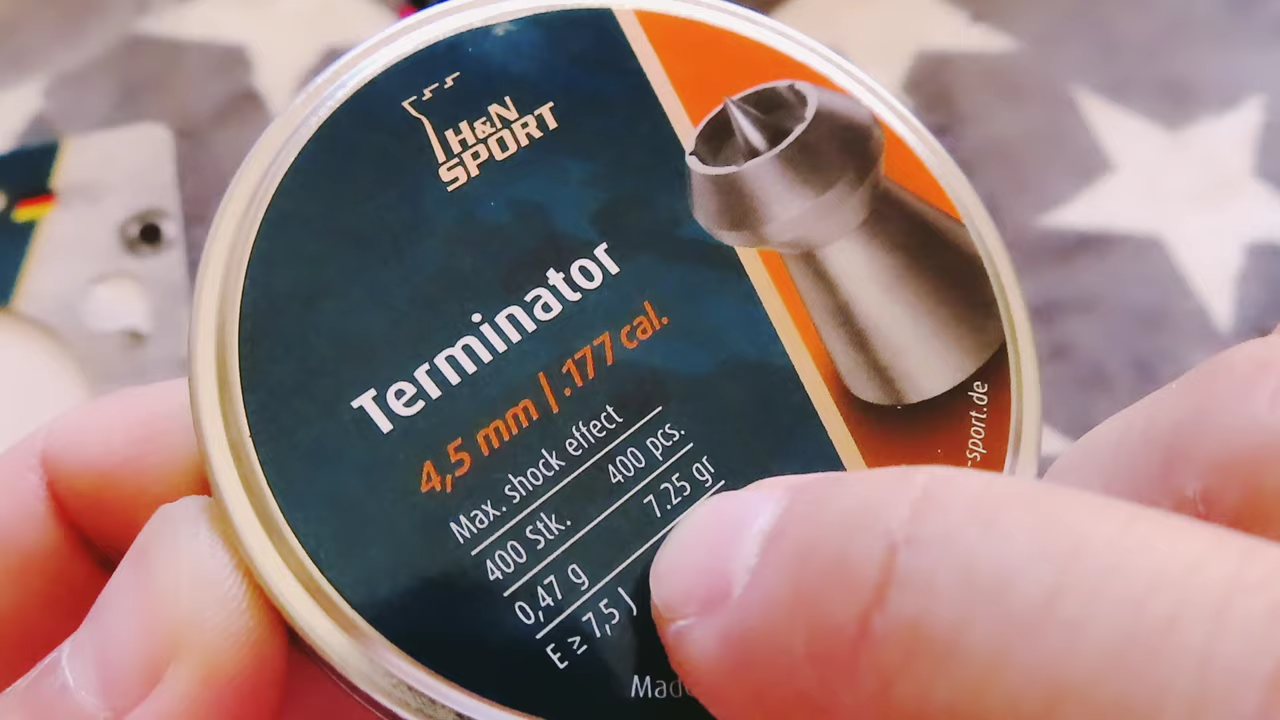 H&N
SPORT
Terminator
4,5 mm | .177 cal.
Max. shock effect
400 Stk. 400 pcs.
0,47 g 7.25 gr
E ≥ 7,5 J
-sport.de